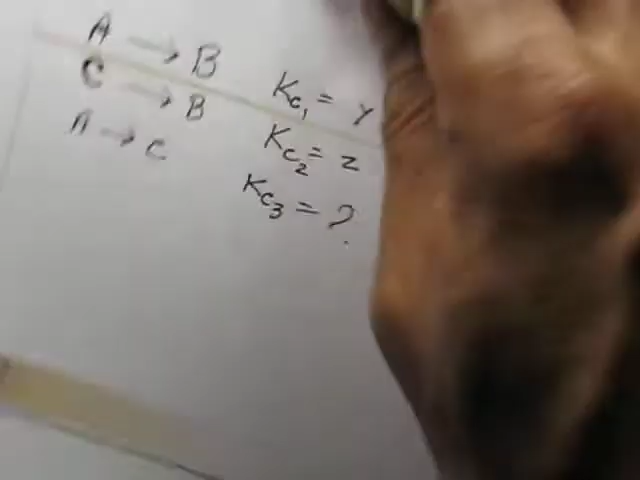 A → B
C → B
A → C
Kc₁ = Y
Kc₂ = z
Kc₃ = ?